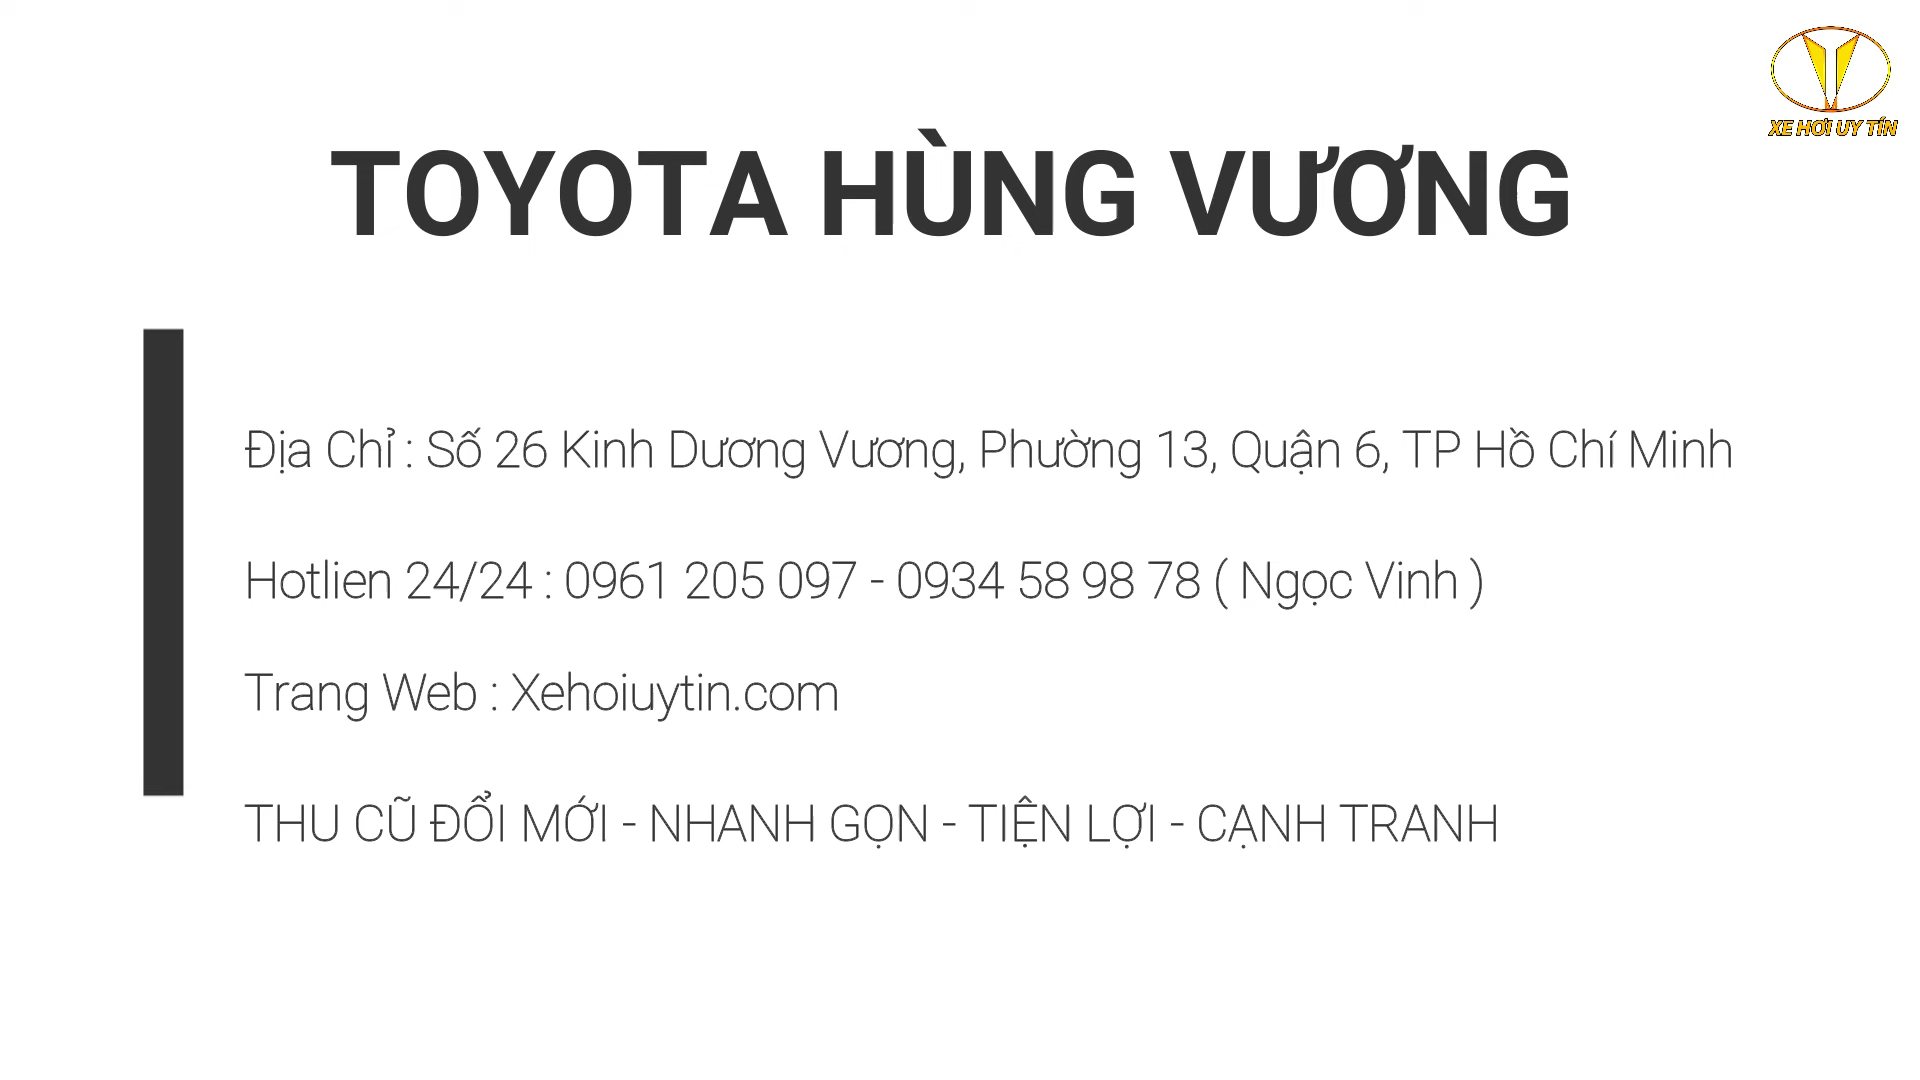 XE HƠI UY TÍN
TOYOTA HÙNG VƯƠNG
Địa Chỉ : Số 26 Kinh Dương Vương, Phường 13, Quận 6, TP Hồ Chí Minh
Hotlien 24/24 : 0961 205 097 - 0934 58 98 78 ( Ngọc Vinh )
Trang Web : Xehoiuytin.com
THU CŨ ĐỔI MỚI - NHANH GỌN - TIỆN LỢI - CẠNH TRANH